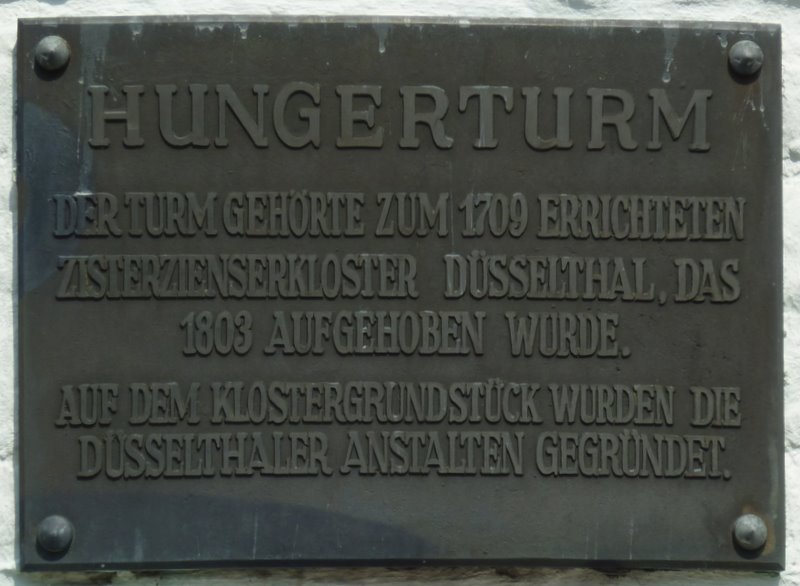 HUNGERTURM
DER TURM GEHÖRTE ZUM 1709 ERRICHTETEN
ZISTERZIENSERKLOSTER DÜSSELTHAL, DAS
1803 AUFGEHOBEN WURDE.
AUF DEM KLOSTERGRUNDSTÜCK WURDEN DIE
DÜSSELTHALER ANSTALTEN GEGRÜNDET.